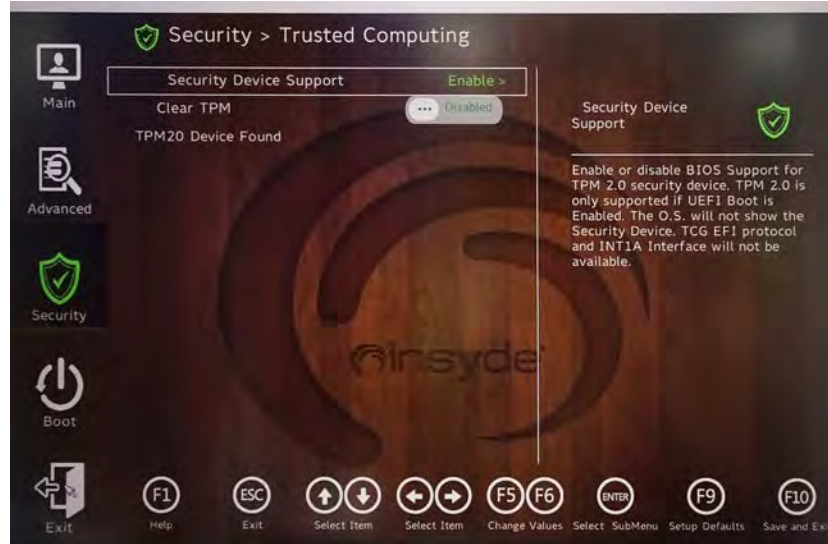 Security > Trusted Computing
Main
Advanced
Security
Boot
Exit
Security Device Support Enable >
Clear TPM ... Disabled
TPM20 Device Found
Security Device
Support
Enable or disable BIOS Support for
TPM 2.0 security device. TPM 2.0 is
only supported if UEFI Boot is
Enabled. The O.S. will not show the
Security Device. TCG EFI protocol
and INT1A Interface will not be
available.
insyde
F1 ESC F5 F6 ENTER F9 F10
Help Exit Select Item Select Item Change Values Select SubMenu Setup Defaults Save and Exi